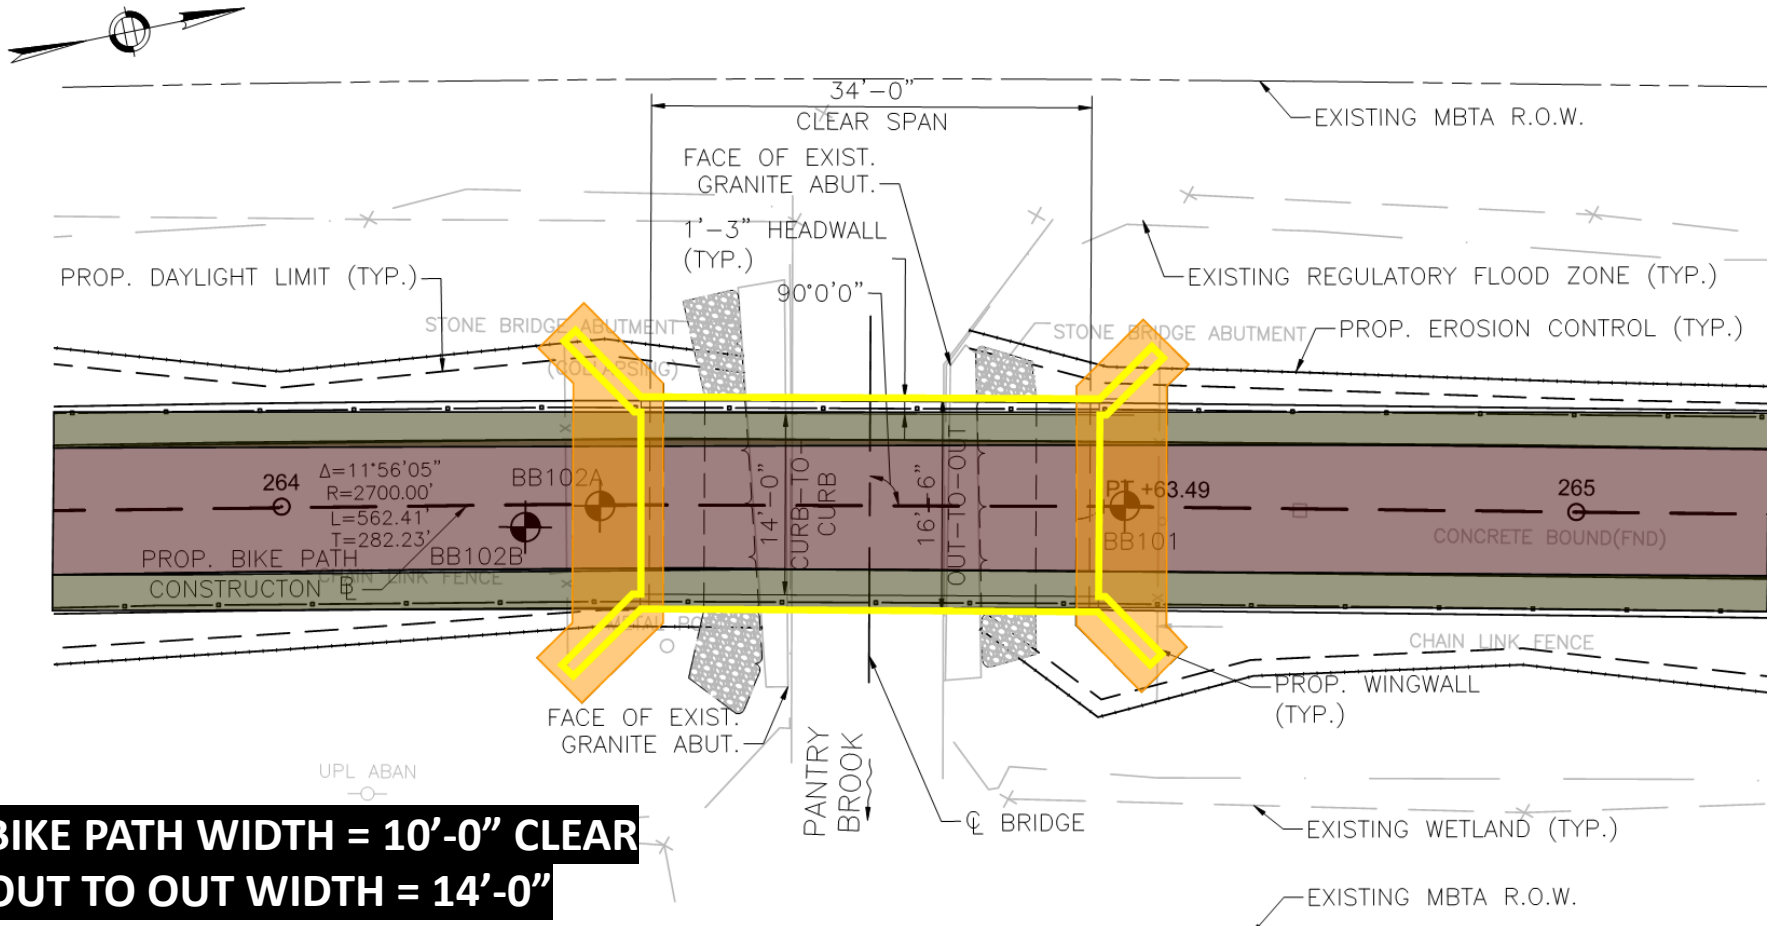 34'-0"
CLEAR SPAN
EXISTING MBTA R.O.W.
FACE OF EXIST.
GRANITE ABUT.
1'-3" HEADWALL
(TYP.)
PROP. DAYLIGHT LIMIT (TYP.)
90°0'0"
EXISTING REGULATORY FLOOD ZONE (TYP.)
STONE BRIDGE ABUTMENT
(COLLAPSING)
STONE BRIDGE ABUTMENT
PROP. EROSION CONTROL (TYP.)
264
Δ=11°56'05"
R=2700.00'
L=562.41'
T=282.23'
BB102A
BB102B
14'-0"
CURB-TO-
CURB
16'-6"
OUT-TO-OUT
PT +63.49
BB101
265
CONCRETE BOUND(FND)
PROP. BIKE PATH
CONSTRUCTON ℄
CHAIN LINK FENCE
CHAIN LINK FENCE
PROP. WINGWALL
(TYP.)
FACE OF EXIST.
GRANITE ABUT.
PANTRY
BROOK
℄ BRIDGE
UPL ABAN
EXISTING WETLAND (TYP.)
EXISTING MBTA R.O.W.
BIKE PATH WIDTH = 10'-0" CLEAR
OUT TO OUT WIDTH = 14'-0"